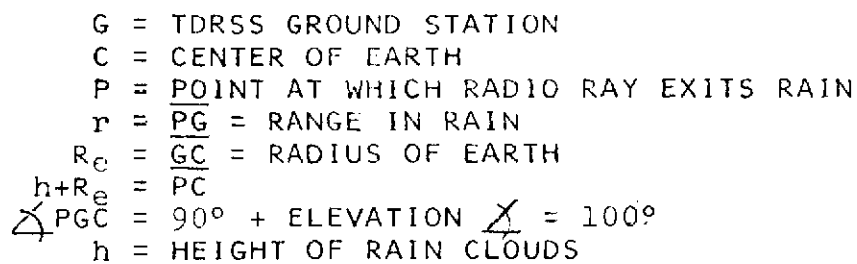 G = TDRSS GROUND STATION
C = CENTER OF EARTH
P = POINT AT WHICH RADIO RAY EXITS RAIN
r = PG = RANGE IN RAIN
Re = GC = RADIUS OF EARTH
h+Re = PC
∡PGC = 90° + ELEVATION ∡ = 100°
h = HEIGHT OF RAIN CLOUDS